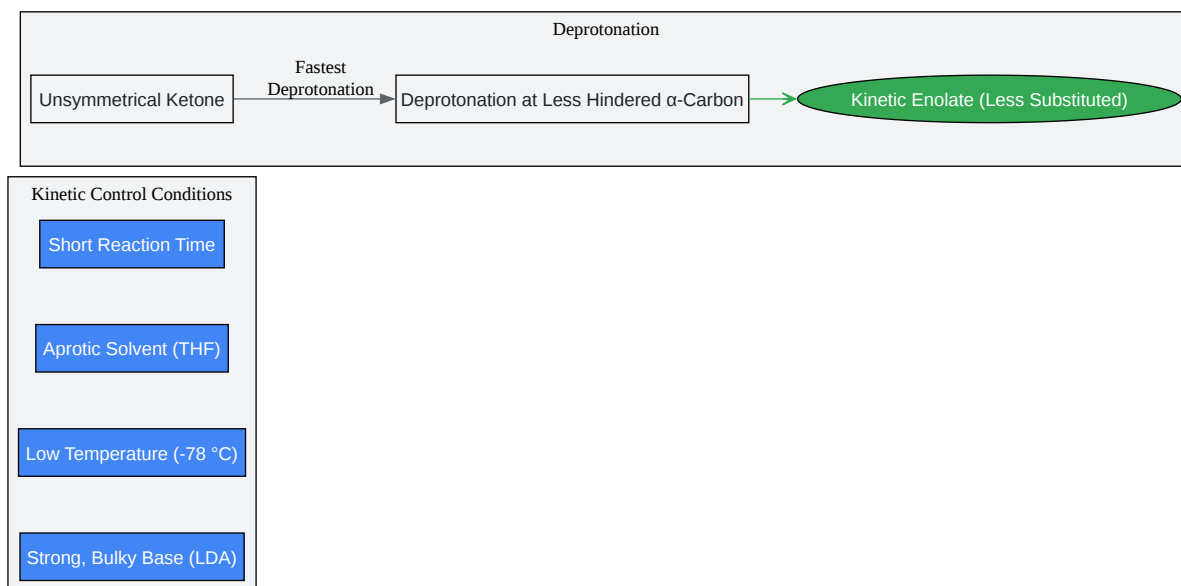 Deprotonation
Unsymmetrical Ketone
Fastest
Deprotonation
Deprotonation at Less Hindered α-Carbon
Kinetic Enolate (Less Substituted)
Kinetic Control Conditions
Short Reaction Time
Aprotic Solvent (THF)
Low Temperature (-78 °C)
Strong, Bulky Base (LDA)